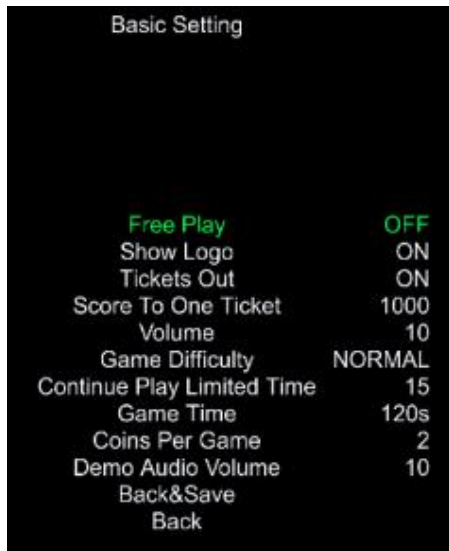 Basic Setting
Free Play OFF
Show Logo ON
Tickets Out ON
Score To One Ticket 1000
Volume 10
Game Difficulty NORMAL
Continue Play Limited Time 15
Game Time 120s
Coins Per Game 2
Demo Audio Volume 10
Back&Save
Back